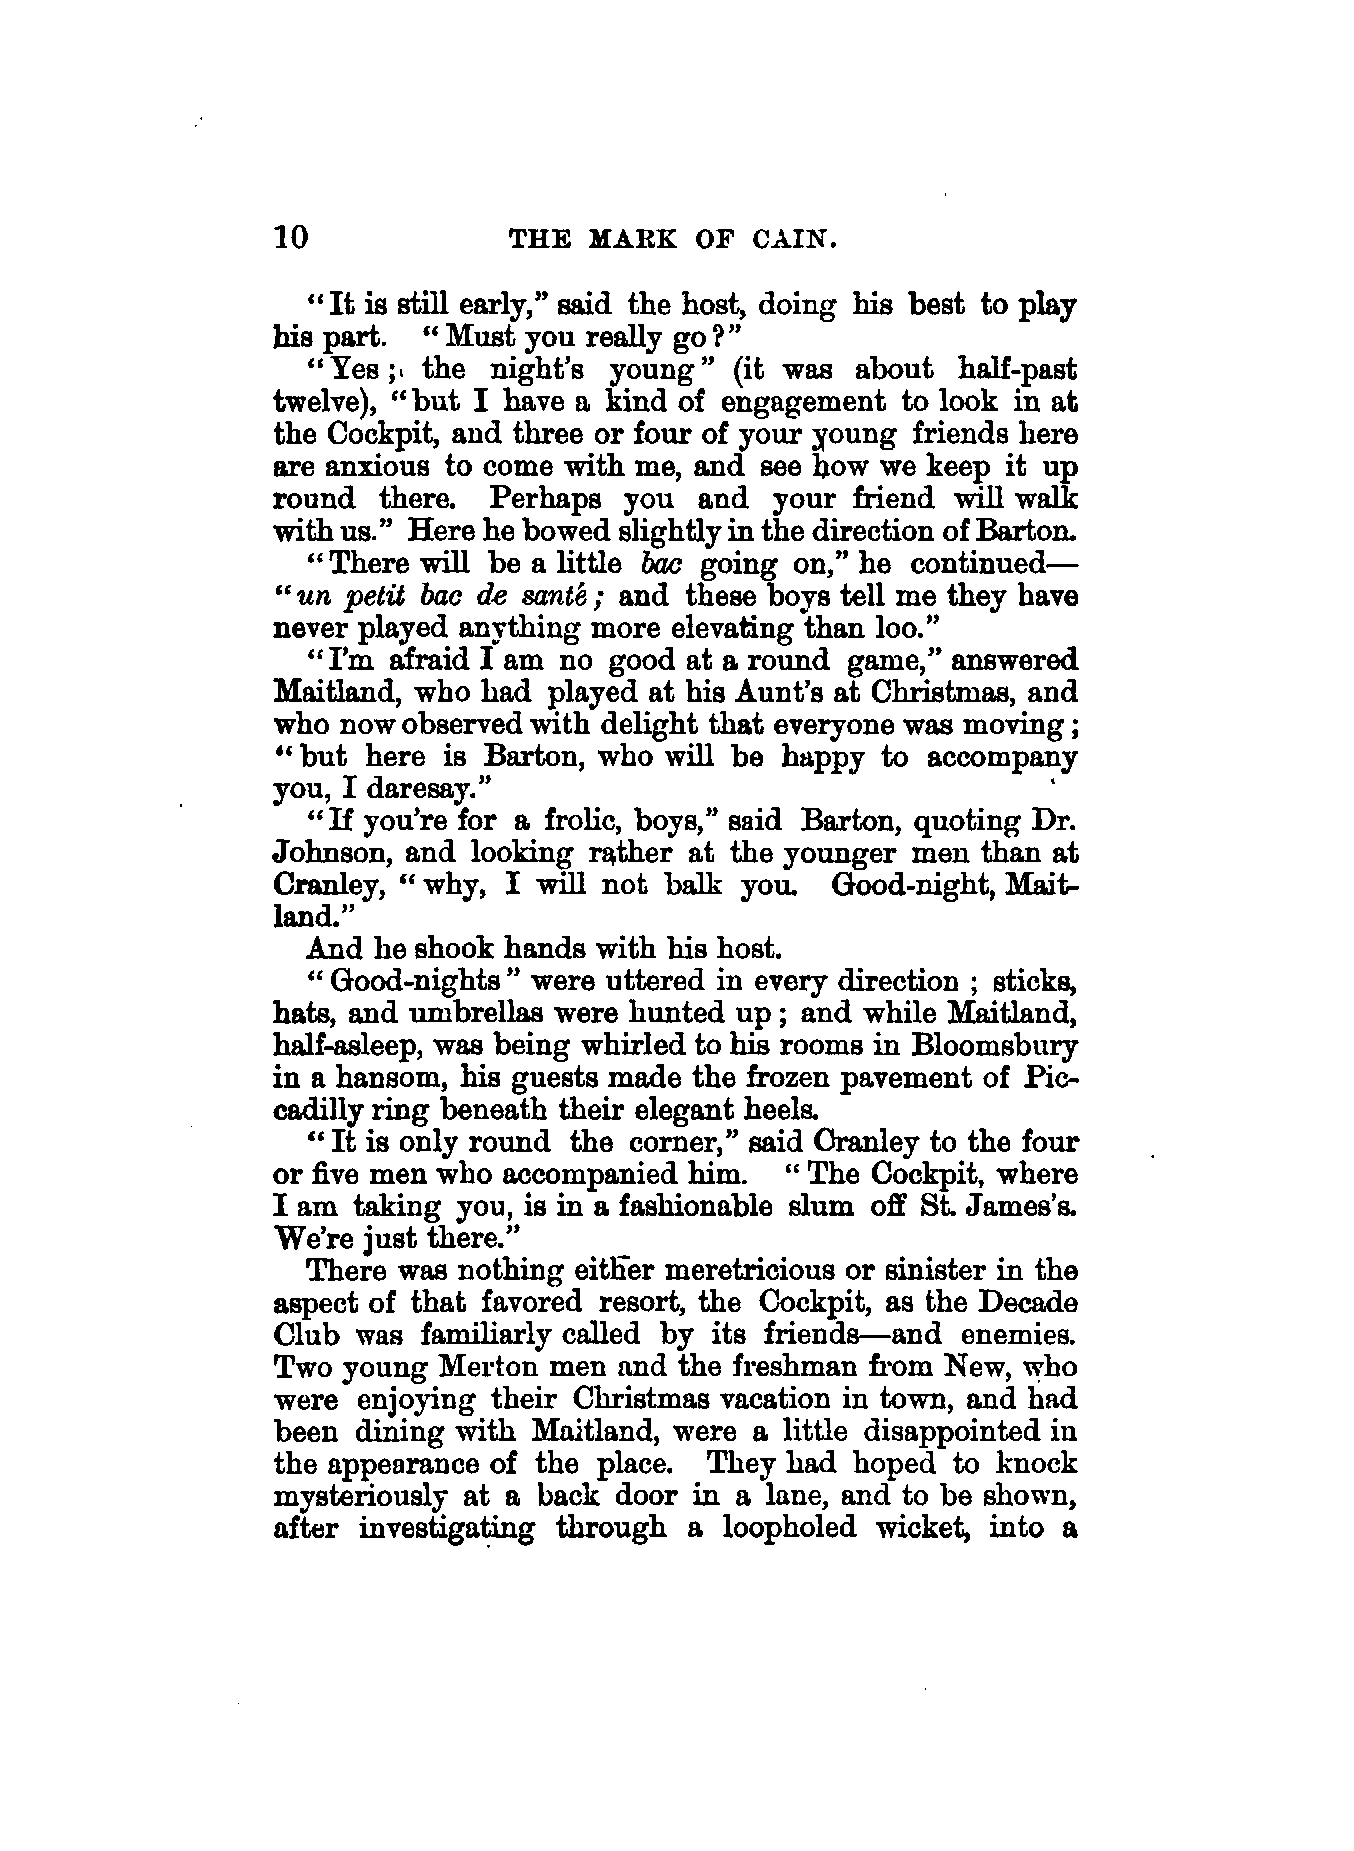 10 THE MARK OF CAIN.
“It is still early,” said the host, doing his best to play
his part. “Must you really go?”
“Yes; the night's young” (it was about half-past
twelve), “but I have a kind of engagement to look in at
the Cockpit, and three or four of your young friends here
are anxious to come with me, and see how we keep it up
round there. Perhaps you and your friend will walk
with us.” Here he bowed slightly in the direction of Barton.
“There will be a little bac going on,” he continued—
“un petit bac de santé; and these boys tell me they have
never played anything more elevating than loo.”
“I'm afraid I am no good at a round game,” answered
Maitland, who had played at his Aunt's at Christmas, and
who now observed with delight that everyone was moving;
“but here is Barton, who will be happy to accompany
you, I daresay.”
“If you're for a frolic, boys,” said Barton, quoting Dr.
Johnson, and looking rather at the younger men than at
Cranley, “why, I will not balk you. Good-night, Mait-
land.”
And he shook hands with his host.
“Good-nights” were uttered in every direction; sticks,
hats, and umbrellas were hunted up; and while Maitland,
half-asleep, was being whirled to his rooms in Bloomsbury
in a hansom, his guests made the frozen pavement of Pic-
cadilly ring beneath their elegant heels.
“It is only round the corner,” said Cranley to the four
or five men who accompanied him. “The Cockpit, where
I am taking you, is in a fashionable slum off St. James's.
We're just there.”
There was nothing either meretricious or sinister in the
aspect of that favored resort, the Cockpit, as the Decade
Club was familiarly called by its friends—and enemies.
Two young Merton men and the freshman from New, who
were enjoying their Christmas vacation in town, and had
been dining with Maitland, were a little disappointed in
the appearance of the place. They had hoped to knock
mysteriously at a back door in a lane, and to be shown,
after investigating through a loopholed wicket, into a